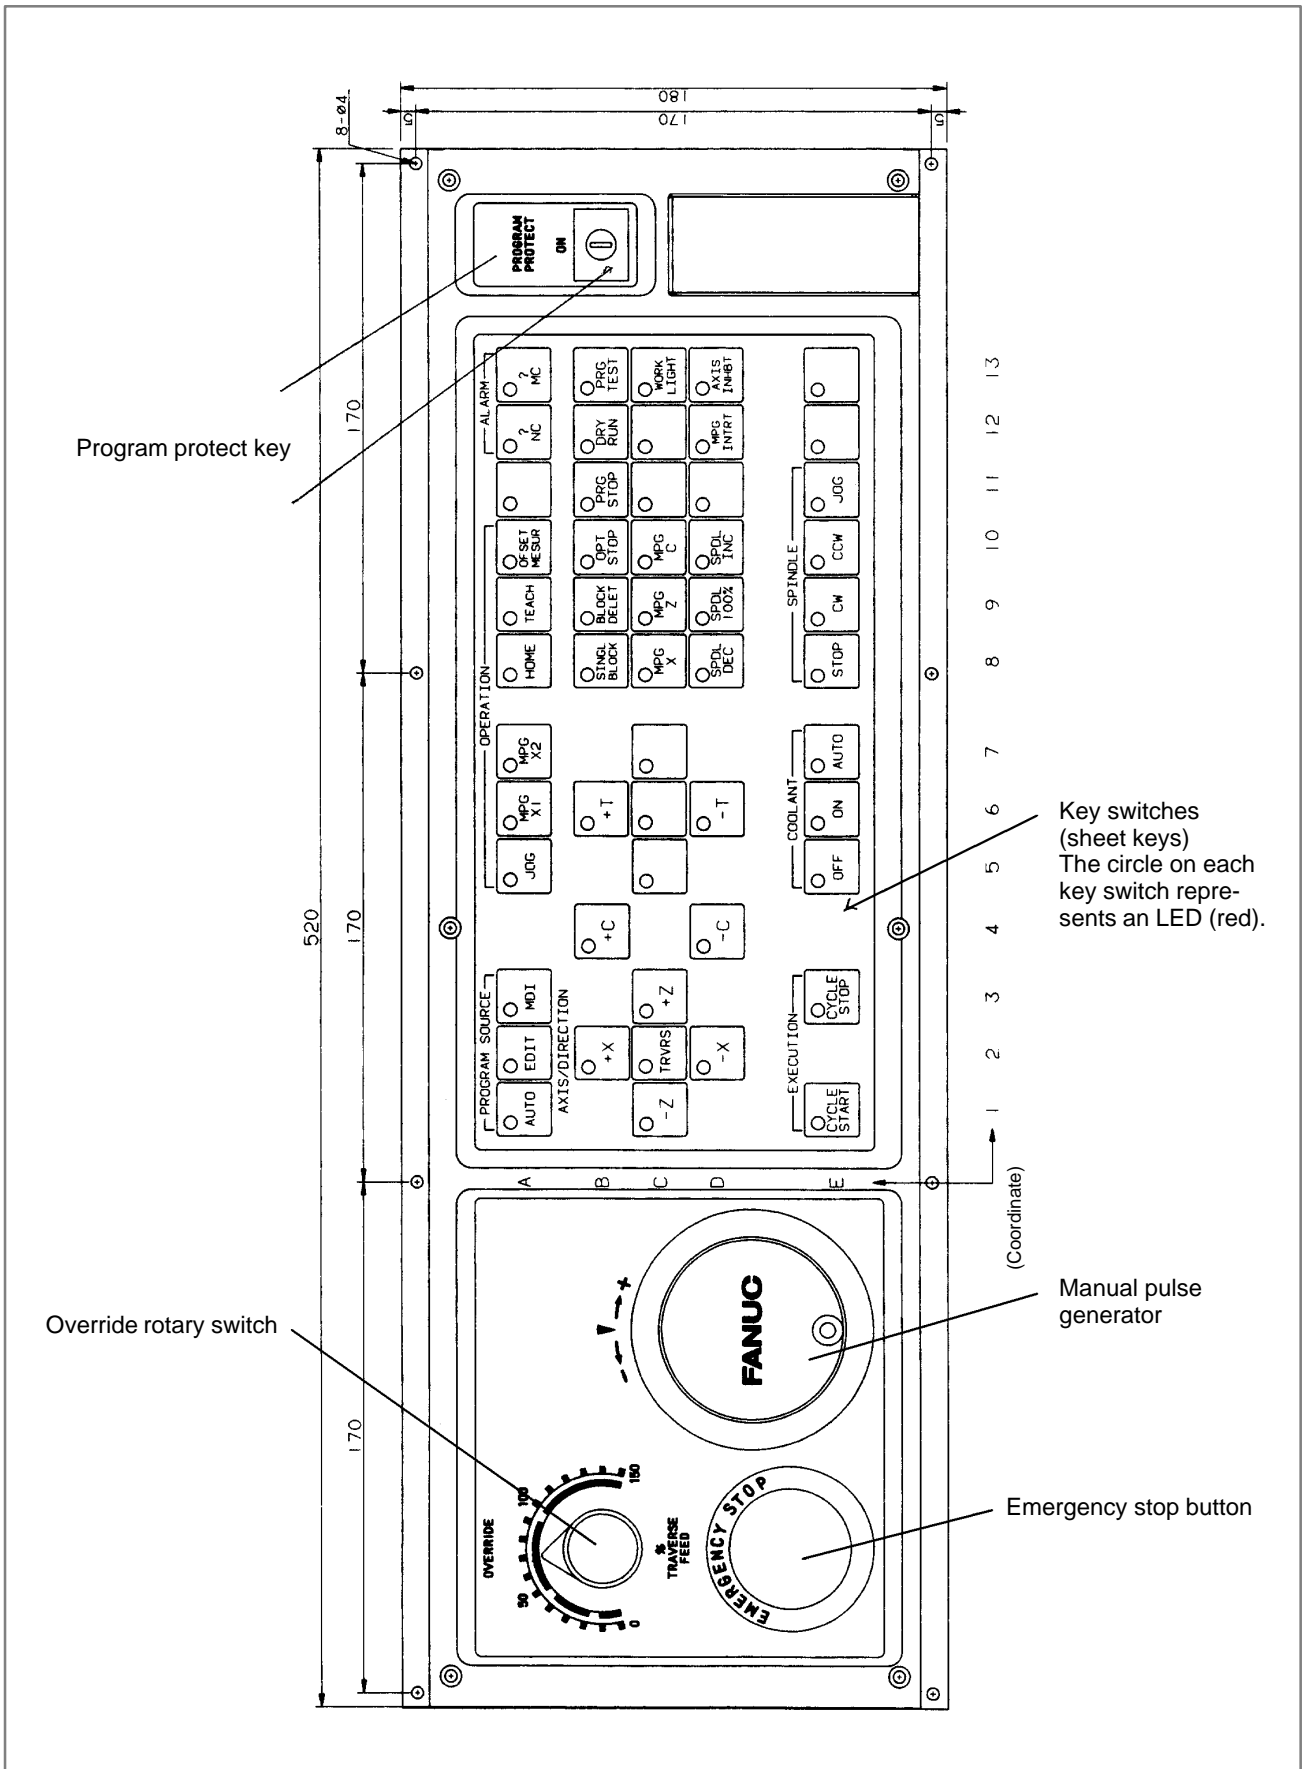 180
170
5
5
8-ø4
520
170
170
170
PROGRAM
PROTECT
ON
Program protect key
ALARM
?
MC
?
NC
PRG
TEST
WORK
LIGHT
AXIS
INHBT
DRY
RUN
MPG
INTRT
PRG
STOP
OPERATION
OFSET
MESUR
TEACH
HOME
MPG
X2
MPG
X1
JOG
OPT
STOP
BLOCK
DELET
SINGL
BLOCK
MPG
C
MPG
Z
MPG
X
SPDL
INC
SPDL
100%
SPDL
DEC
SPINDLE
JOG
CCW
CW
STOP
COOLANT
AUTO
ON
OFF
+T
-T
+C
-C
PROGRAM SOURCE
MDI
EDIT
AUTO
AXIS/DIRECTION
+X
+Z
TRVRS
-Z
-X
EXECUTION
CYCLE
STOP
CYCLE
START
13
12
11
10
9
8
7
6
5
4
3
2
1
A
B
C
D
E
(Coordinate)
Key switches
(sheet keys)
The circle on each
key switch repre-
sents an LED (red).
Manual pulse
generator
FANUC
- +
Override rotary switch
OVERRIDE
0
50
100
150
%
TRAVERSE
FEED
EMERGENCY STOP
Emergency stop button